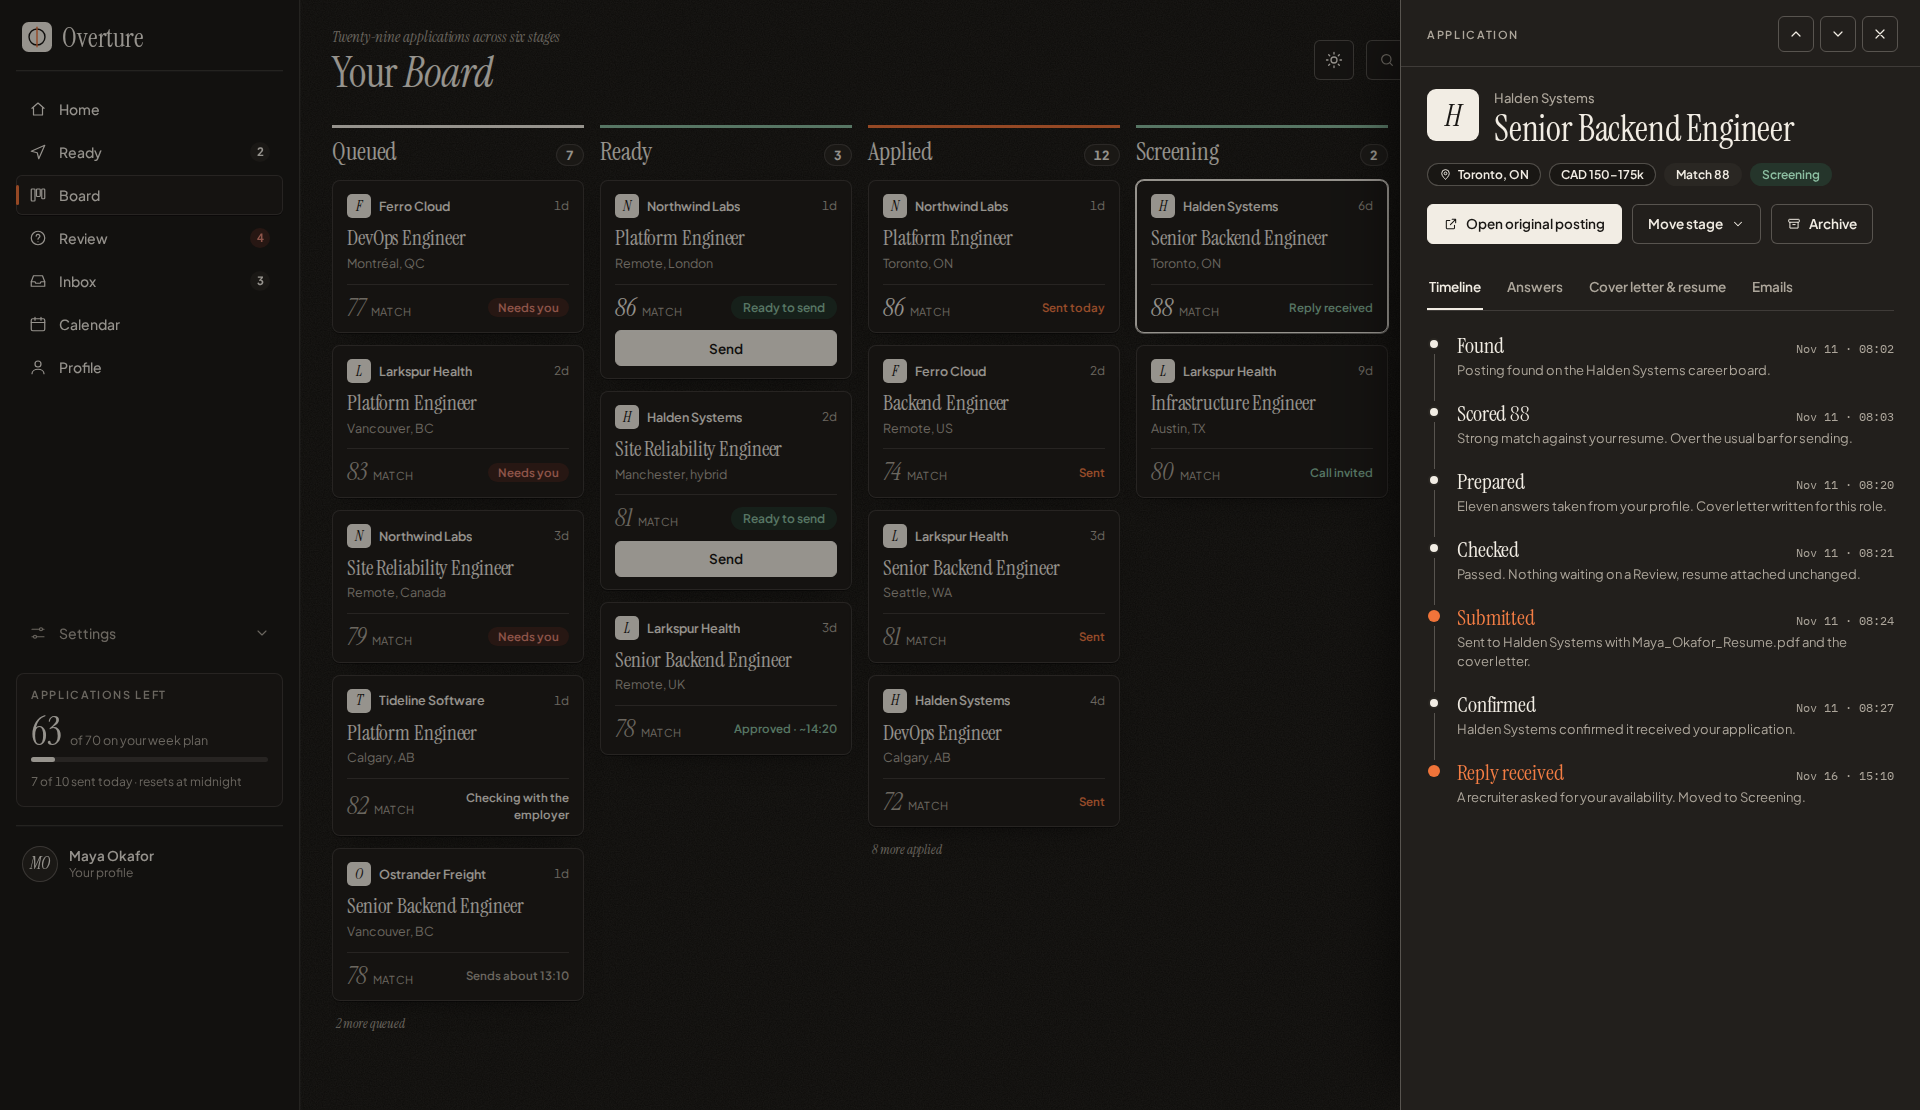 Overture
Home
Ready 2
Board
Review 4
Inbox 3
Calendar
Profile
Settings
APPLICATIONS LEFT
63 of 70 on your week plan
7 of 10 sent today · resets at midnight
MO
Maya Okafor
Your profile
Twenty-nine applications across six stages
Your Board
Queued 7
F Ferro Cloud 1d
DevOps Engineer
Montréal, QC
77 MATCH Needs you
L Larkspur Health 2d
Platform Engineer
Vancouver, BC
83 MATCH Needs you
N Northwind Labs 3d
Site Reliability Engineer
Remote, Canada
79 MATCH Needs you
T Tideline Software 1d
Platform Engineer
Calgary, AB
82 MATCH Checking with the
employer
O Ostrander Freight 1d
Senior Backend Engineer
Vancouver, BC
78 MATCH Sends about 13:10
2 more queued
Ready 3
N Northwind Labs 1d
Platform Engineer
Remote, London
86 MATCH Ready to send
Send
H Halden Systems 2d
Site Reliability Engineer
Manchester, hybrid
81 MATCH Ready to send
Send
L Larkspur Health 3d
Senior Backend Engineer
Remote, UK
78 MATCH Approved · ~14:20
Applied 12
N Northwind Labs 1d
Platform Engineer
Toronto, ON
86 MATCH Sent today
F Ferro Cloud 2d
Backend Engineer
Remote, US
74 MATCH Sent
L Larkspur Health 3d
Senior Backend Engineer
Seattle, WA
81 MATCH Sent
H Halden Systems 4d
DevOps Engineer
Calgary, AB
72 MATCH Sent
8 more applied
Screening 2
H Halden Systems 6d
Senior Backend Engineer
Toronto, ON
88 MATCH Reply received
L Larkspur Health 9d
Infrastructure Engineer
Austin, TX
80 MATCH Call invited
APPLICATION
H
Halden Systems
Senior Backend Engineer
Toronto, ON CAD 150–175k Match 88 Screening
Open original posting Move stage Archive
Timeline Answers Cover letter & resume Emails
Found Nov 11 · 08:02
Posting found on the Halden Systems career board.
Scored 88 Nov 11 · 08:03
Strong match against your resume. Over the usual bar for sending.
Prepared Nov 11 · 08:20
Eleven answers taken from your profile. Cover letter written for this role.
Checked Nov 11 · 08:21
Passed. Nothing waiting on a Review, resume attached unchanged.
Submitted Nov 11 · 08:24
Sent to Halden Systems with Maya_Okafor_Resume.pdf and the
cover letter.
Confirmed Nov 11 · 08:27
Halden Systems confirmed it received your application.
Reply received Nov 16 · 15:10
A recruiter asked for your availability. Moved to Screening.